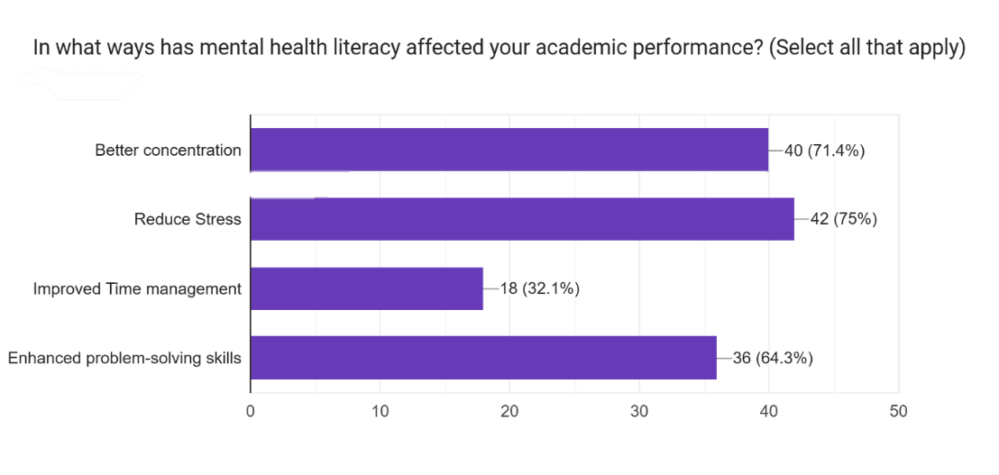 In what ways has mental health literacy affected your academic performance? (Select all that apply)
Better concentration
40 (71.4%)
Reduce Stress
42 (75%)
Improved Time management
18 (32.1%)
Enhanced problem-solving skills
36 (64.3%)
0 10 20 30 40 50